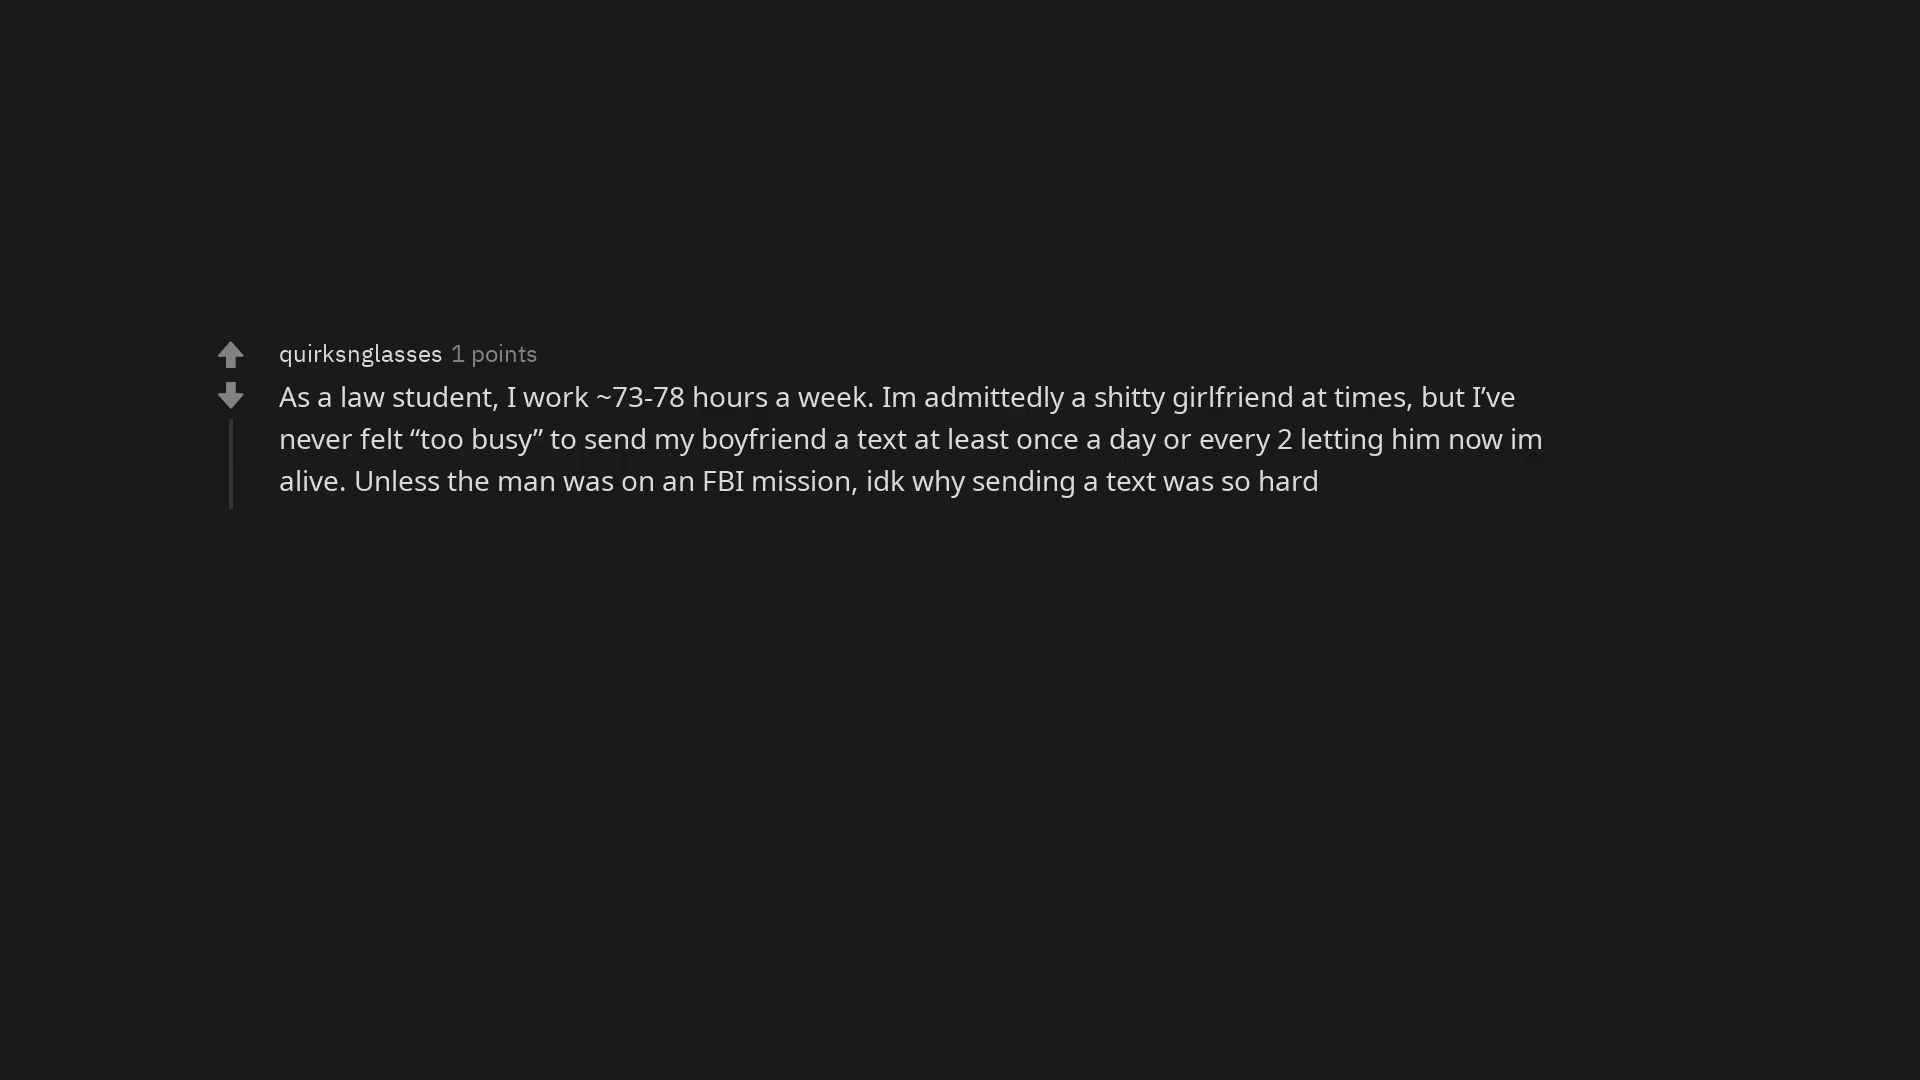 quirksnglasses 1 points
As a law student, I work ~73-78 hours a week. Im admittedly a shitty girlfriend at times, but I’ve
never felt “too busy” to send my boyfriend a text at least once a day or every 2 letting him now im
alive. Unless the man was on an FBI mission, idk why sending a text was so hard